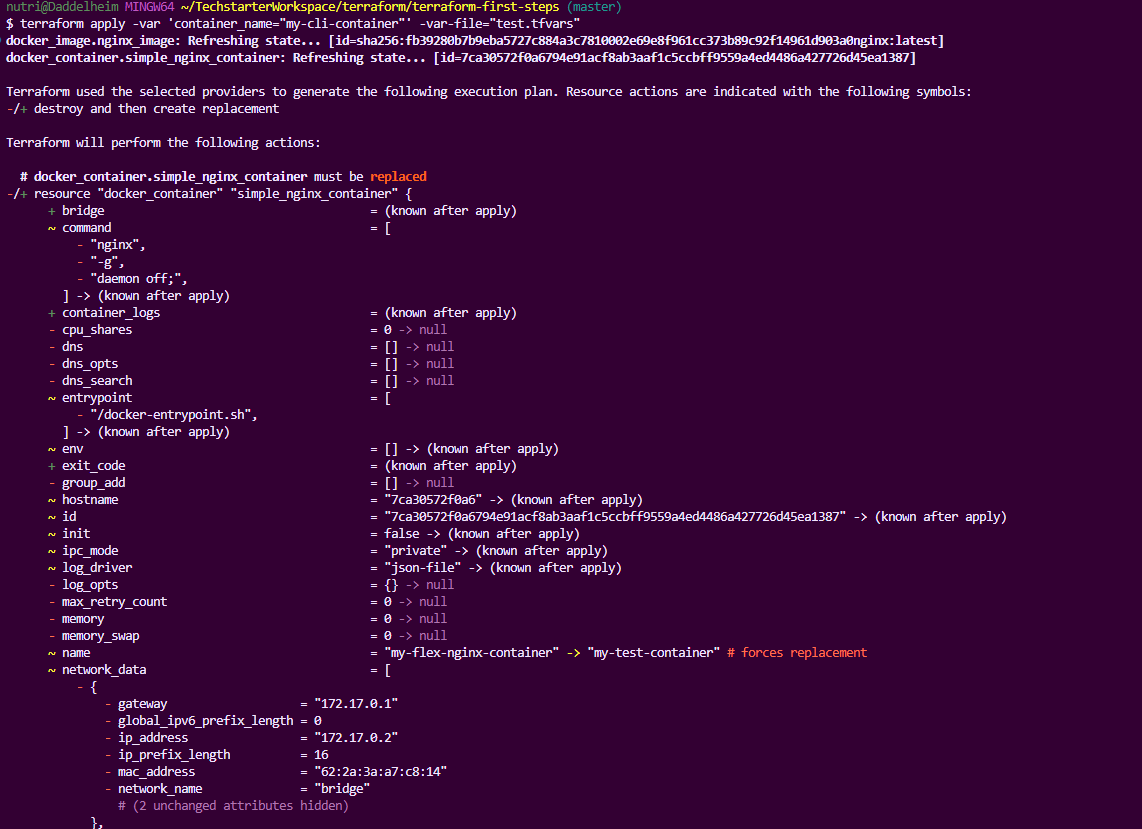 nutri@Daddelheim MINGW64 ~/TechstarterWorkspace/terraform/terraform-first-steps (master)
$ terraform apply -var 'container_name="my-cli-container"' -var-file="test.tfvars"
docker_image.nginx_image: Refreshing state... [id=sha256:fb39280b7b9eba5727c884a3c7810002e69e8f961cc373b89c92f14961d903a0nginx:latest]
docker_container.simple_nginx_container: Refreshing state... [id=7ca30572f0a6794e91acf8ab3aaf1c5ccbff9559a4ed4486a427726d45ea1387]

Terraform used the selected providers to generate the following execution plan. Resource actions are indicated with the following symbols:
-/+ destroy and then create replacement

Terraform will perform the following actions:

  # docker_container.simple_nginx_container must be replaced
-/+ resource "docker_container" "simple_nginx_container" {
      + bridge                                      = (known after apply)
      ~ command                                     = [
          - "nginx",
          - "-g",
          - "daemon off;",
        ] -> (known after apply)
      + container_logs                              = (known after apply)
      - cpu_shares                                  = 0 -> null
      - dns                                         = [] -> null
      - dns_opts                                    = [] -> null
      - dns_search                                  = [] -> null
      ~ entrypoint                                  = [
          - "/docker-entrypoint.sh",
        ] -> (known after apply)
      ~ env                                         = [] -> (known after apply)
      + exit_code                                   = (known after apply)
      - group_add                                   = [] -> null
      ~ hostname                                    = "7ca30572f0a6" -> (known after apply)
      ~ id                                          = "7ca30572f0a6794e91acf8ab3aaf1c5ccbff9559a4ed4486a427726d45ea1387" -> (known after apply)
      ~ init                                        = false -> (known after apply)
      ~ ipc_mode                                    = "private" -> (known after apply)
      ~ log_driver                                  = "json-file" -> (known after apply)
      - log_opts                                    = {} -> null
      - max_retry_count                             = 0 -> null
      - memory                                      = 0 -> null
      - memory_swap                                 = 0 -> null
      ~ name                                        = "my-flex-nginx-container" -> "my-test-container" # forces replacement
      ~ network_data                                = [
          - {
              - gateway                   = "172.17.0.1"
              - global_ipv6_prefix_length = 0
              - ip_address                = "172.17.0.2"
              - ip_prefix_length          = 16
              - mac_address               = "62:2a:3a:a7:c8:14"
              - network_name              = "bridge"
                # (2 unchanged attributes hidden)
            },